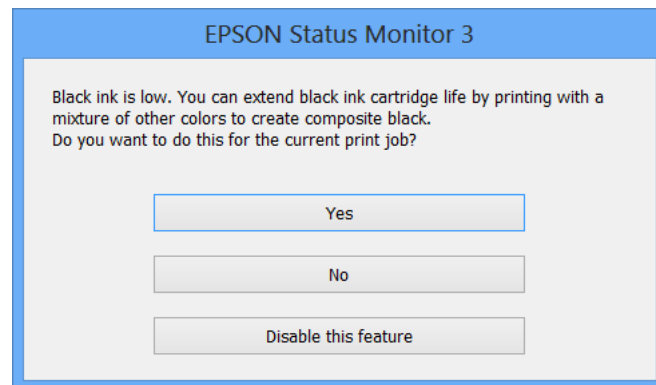 EPSON Status Monitor 3
Black ink is low. You can extend black ink cartridge life by printing with a
mixture of other colors to create composite black.
Do you want to do this for the current print job?
Yes
No
Disable this feature